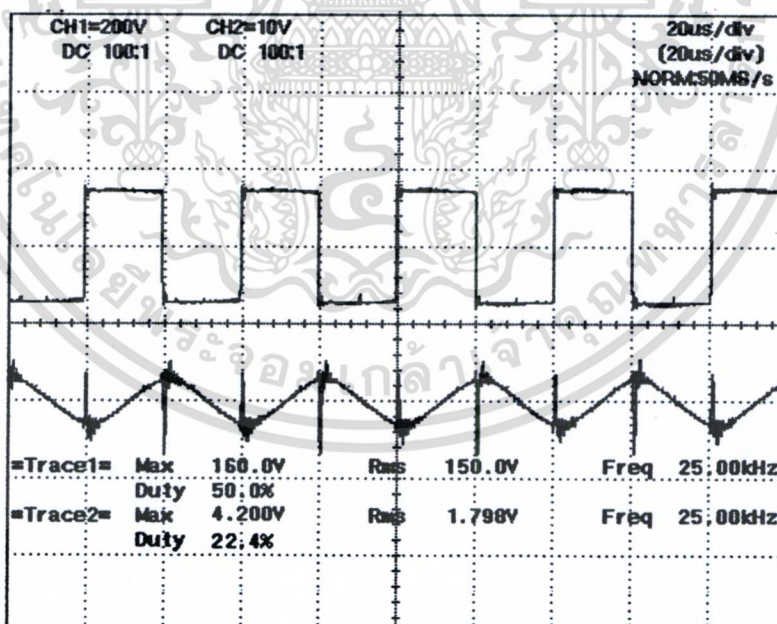 CH1=200V CH2=10V 20us/div
DC 100:1 DC 100:1 (20us/div)
NORM:50MS/s
=Trace1= Max 160.0V Rms 150.0V Freq 25.00kHz
Duty 50.0%
=Trace2= Max 4.200V Rms 1.798V Freq 25.00kHz
Duty 22.4%